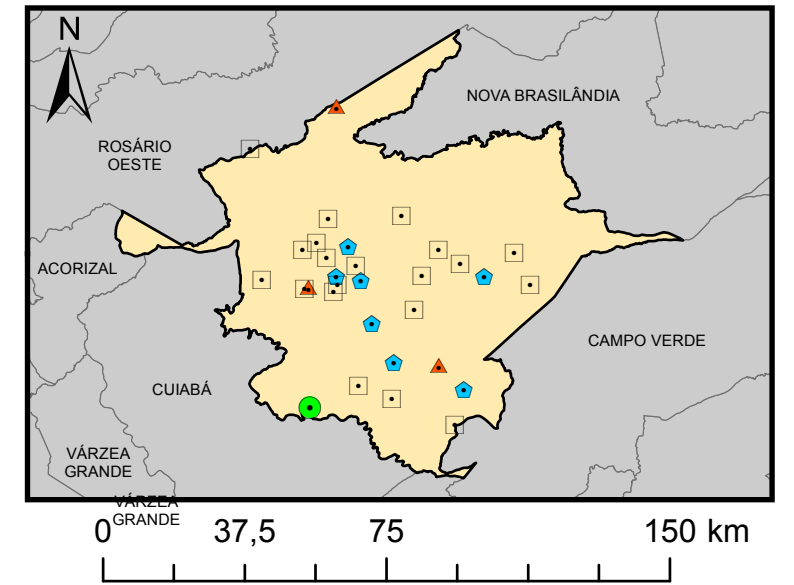 N
NOVA BRASILÂNDIA
ROSÁRIO
OESTE
ACORIZAL
CAMPO VERDE
CUIABÁ
VÁRZEA
GRANDE
VÁRZEA
GRANDE
0 37,5 75 150 km